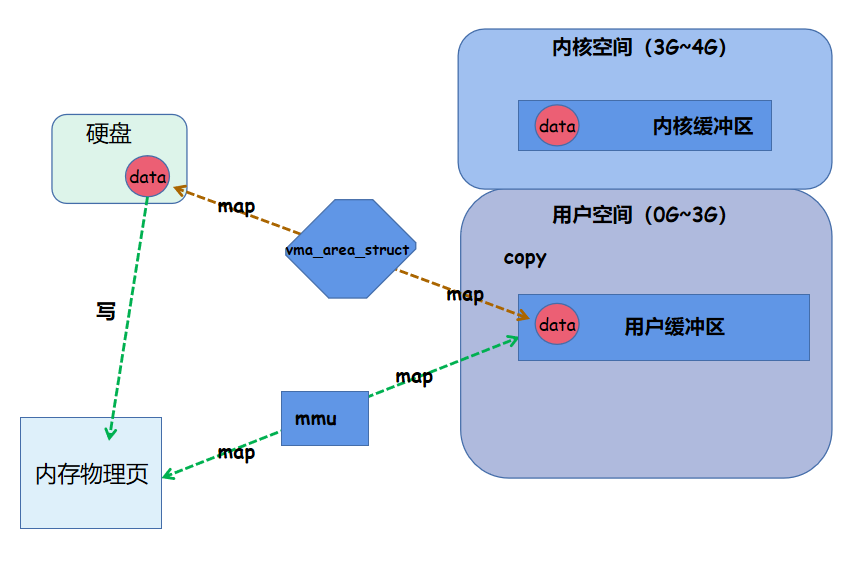 内核空间（3G~4G）
data
内核缓冲区
硬盘
data
map
vma_area_struct
map
用户空间（0G~3G）
copy
data
用户缓冲区
写
map
mmu
map
内存物理页